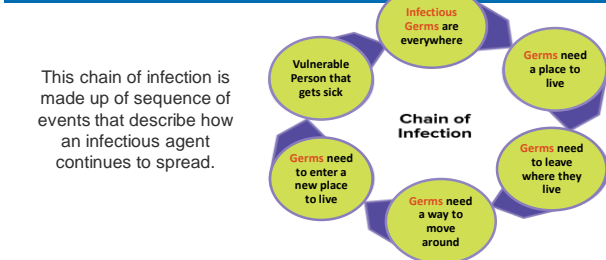 This chain of infection is
made up of sequence of
events that describe how
an infectious agent
continues to spread.
Infectious
Germs are
everywhere
Germs need
a place to
live
Germs need
to leave
where they
live
Germs need
a way to
move
around
Germs need
to enter a
new place
to live
Vulnerable
Person that
gets sick
Chain of
Infection